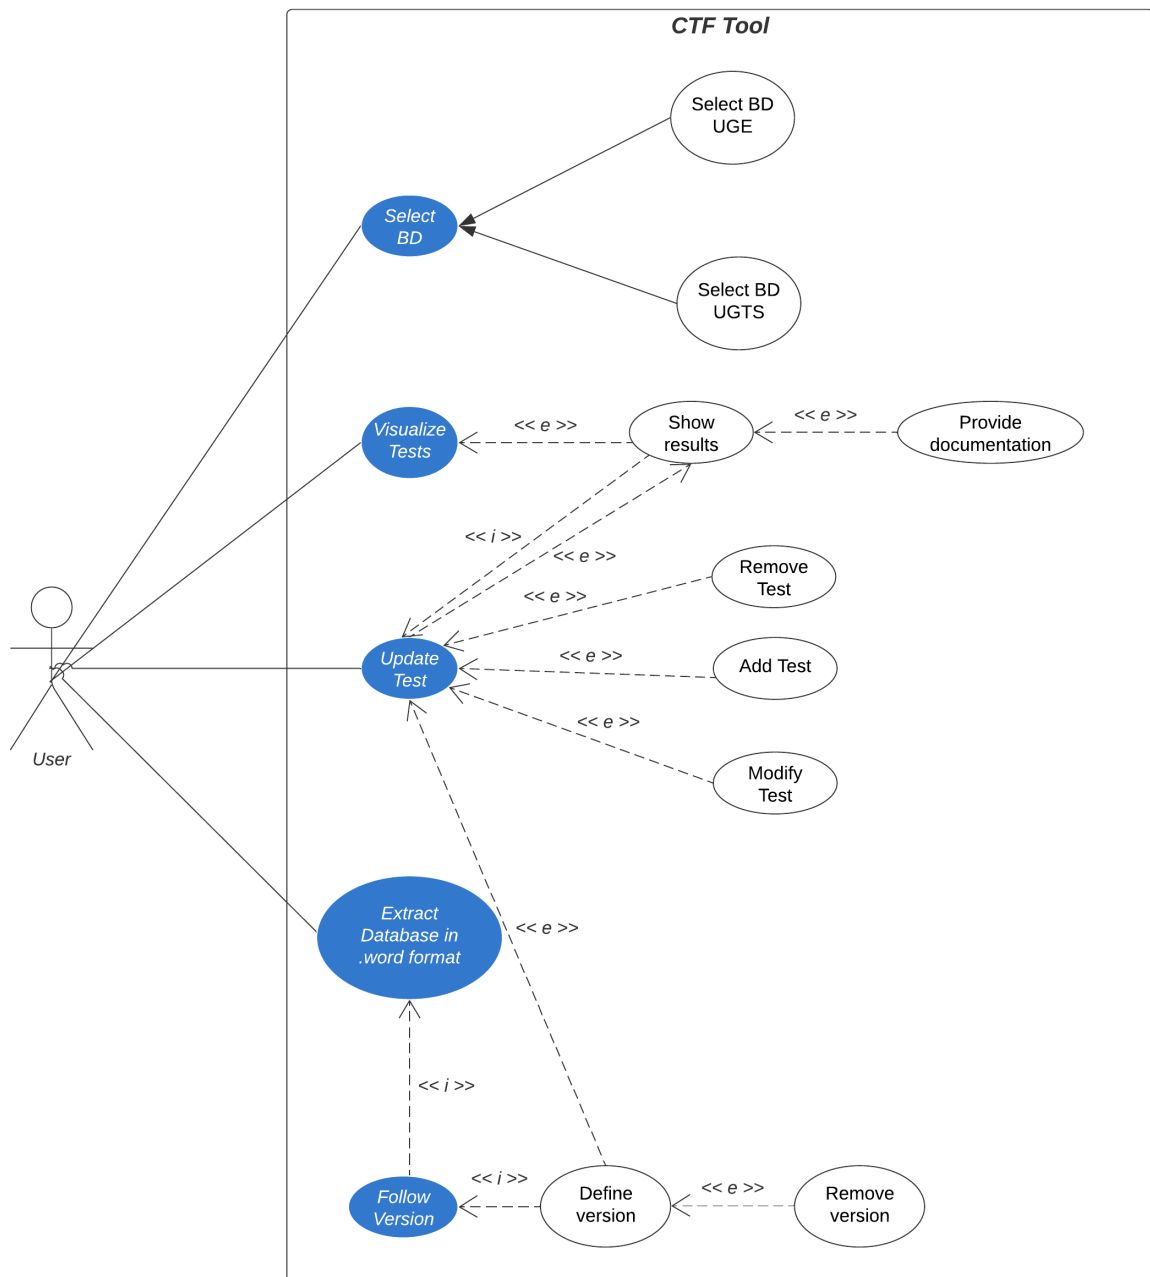 CTF Tool
Select BD
UGE
Select
BD
Select BD
UGTS
Visualize
Tests
<< e >>
Show
results
<< e >>
Provide
documentation
<< i >>
<< e >>
<< e >>
Remove
Test
Update
Test
<< e >>
Add Test
<< e >>
Modify
Test
User
Extract
Database in
.word format
<< e >>
<< i >>
Follow
Version
<< i >>
Define
version
<< e >>
Remove
version